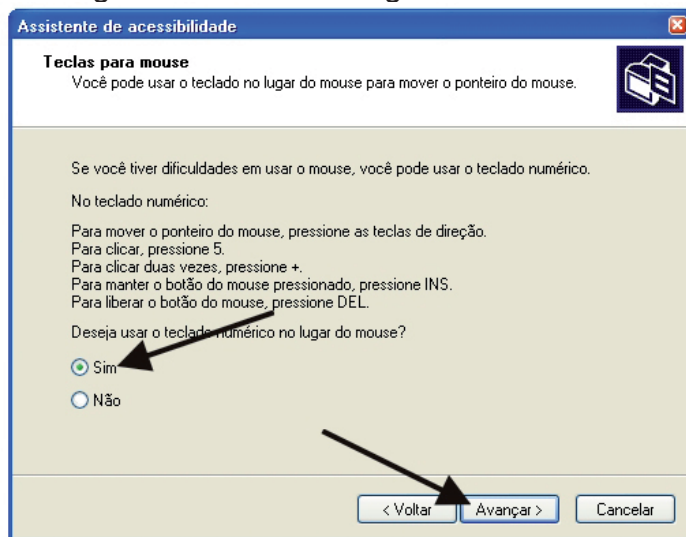 Assistente de acessibilidade
Teclas para mouse
Você pode usar o teclado no lugar do mouse para mover o ponteiro do mouse.
Se você tiver dificuldades em usar o mouse, você pode usar o teclado numérico.
No teclado numérico:
Para mover o ponteiro do mouse, pressione as teclas de direção.
Para clicar, pressione 5.
Para clicar duas vezes, pressione +.
Para manter o botão do mouse pressionado, pressione INS.
Para liberar o botão do mouse, pressione DEL.
Deseja usar o teclado numérico no lugar do mouse?
Sim
Não
< Voltar Avançar > Cancelar